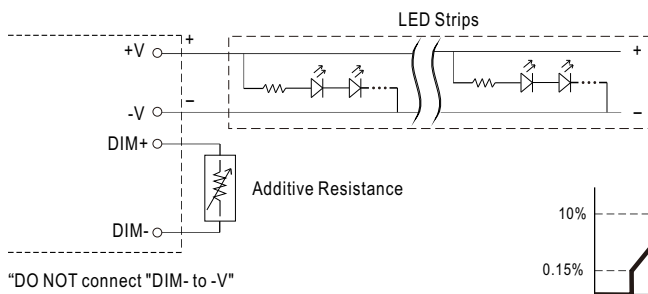 LED Strips
+V +
+
-V –
–
DIM+
Additive Resistance
DIM-
10%
0.15%
“DO NOT connect "DIM- to -V"